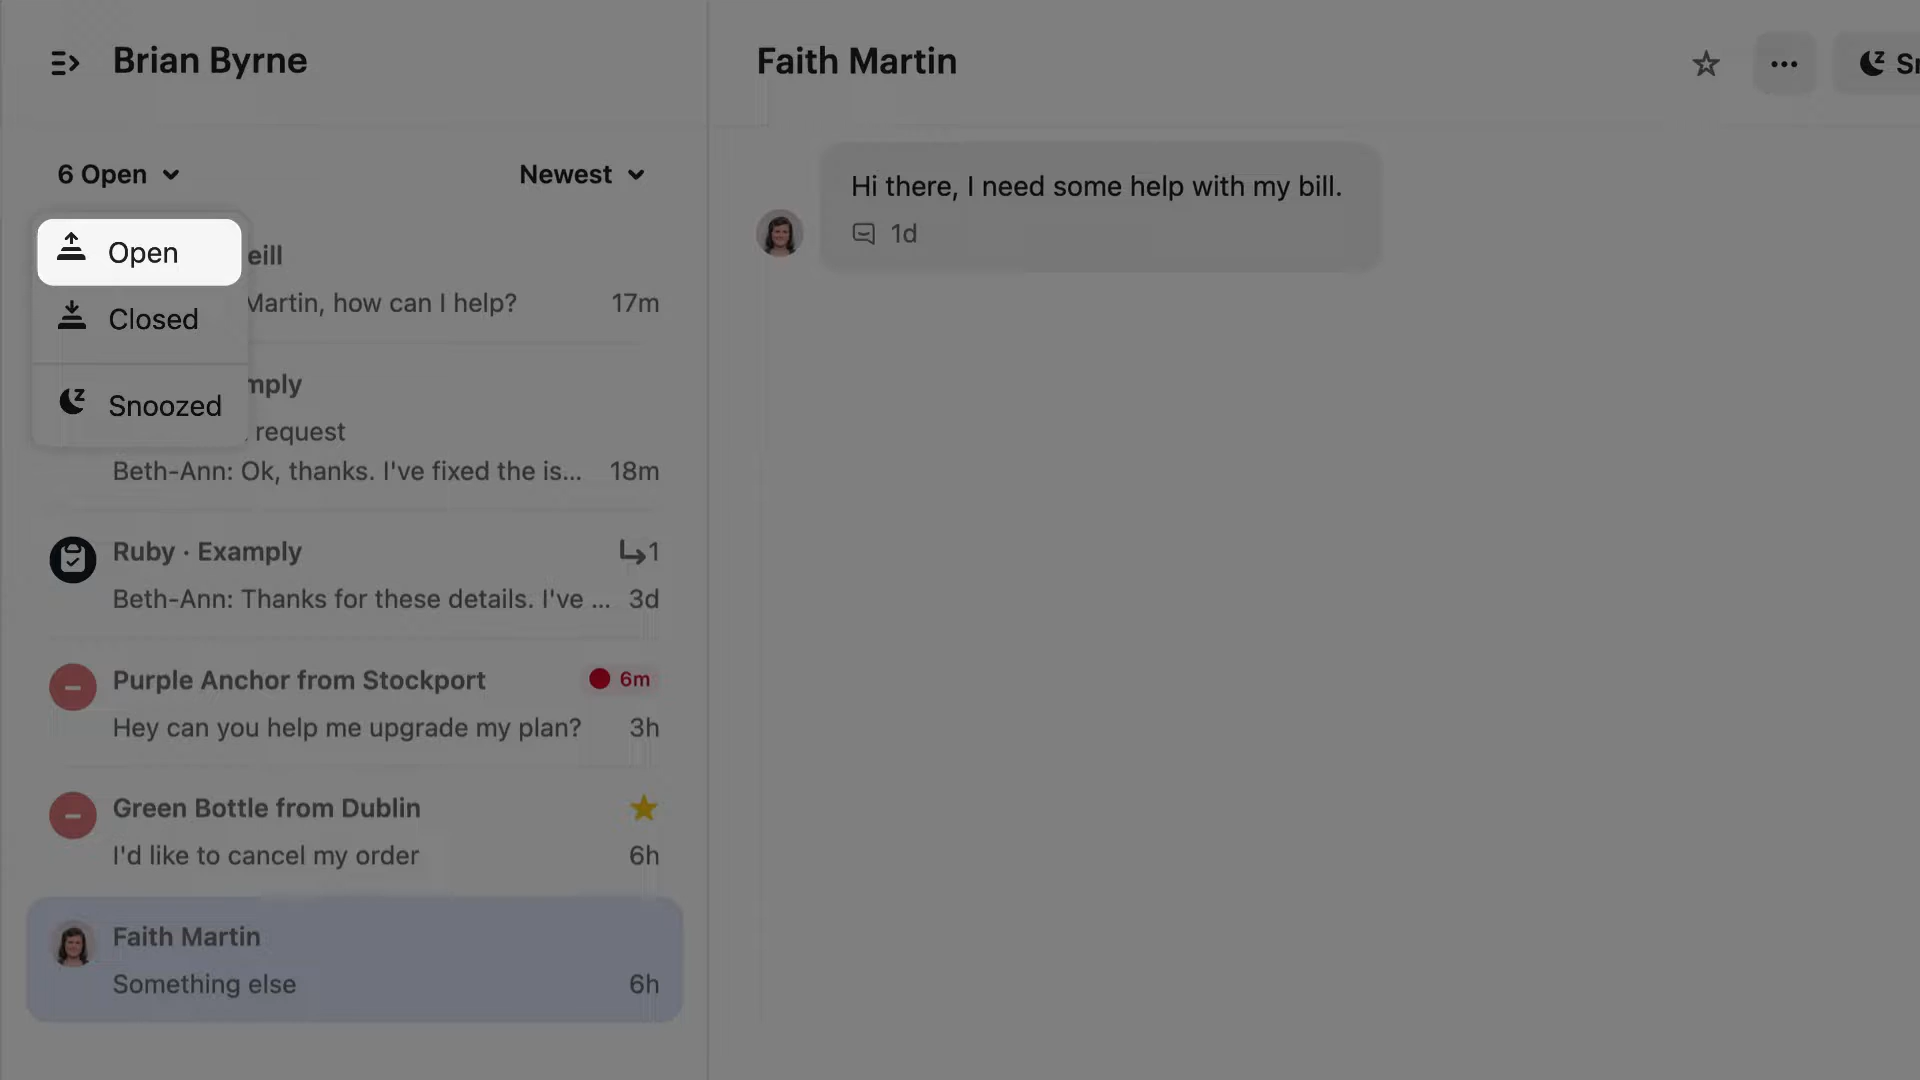 Brian Byrne
6 Open
Newest
Open
Closed
Snoozed
eill
Martin, how can I help?
17m
mply
request
Beth-Ann: Ok, thanks. I've fixed the is...
18m
Ruby · Examply
1
Beth-Ann: Thanks for these details. I've ...
3d
Purple Anchor from Stockport
6m
Hey can you help me upgrade my plan?
3h
Green Bottle from Dublin
I'd like to cancel my order
6h
Faith Martin
Something else
6h
Faith Martin
Sn
Hi there, I need some help with my bill.
1d